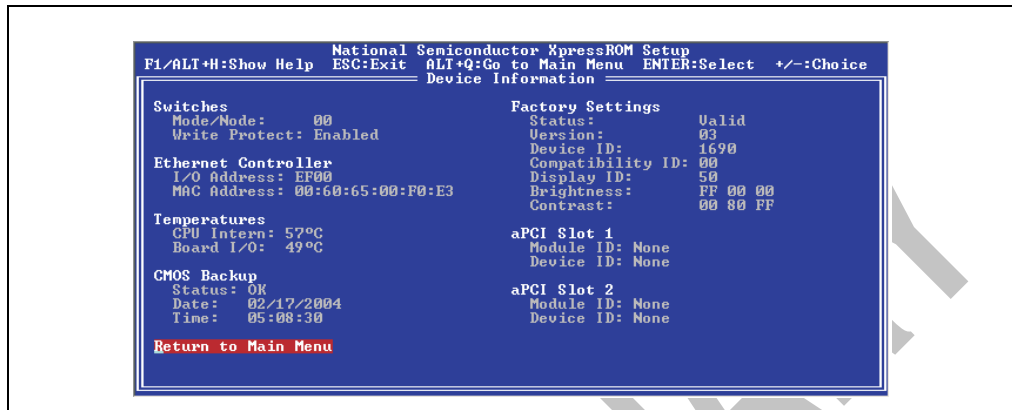 National Semiconductor XpressROM Setup
F1/ALT+H:Show Help ESC:Exit ALT+Q:Go to Main Menu ENTER:Select +/-:Choice
Device Information
Switches
Mode/Node: 00
Write Protect: Enabled
Ethernet Controller
I/O Address: EF00
MAC Address: 00:60:65:00:F0:E3
Temperatures
CPU Intern: 57ºC
Board I/O: 49ºC
CMOS Backup
Status: OK
Date: 02/17/2004
Time: 05:08:30
Return to Main Menu
Factory Settings
Status: Valid
Version: 03
Device ID: 1690
Compatibility ID: 00
Display ID: 50
Brightness: FF 00 00
Contrast: 00 80 FF
aPCI Slot 1
Module ID: None
Device ID: None
aPCI Slot 2
Module ID: None
Device ID: None